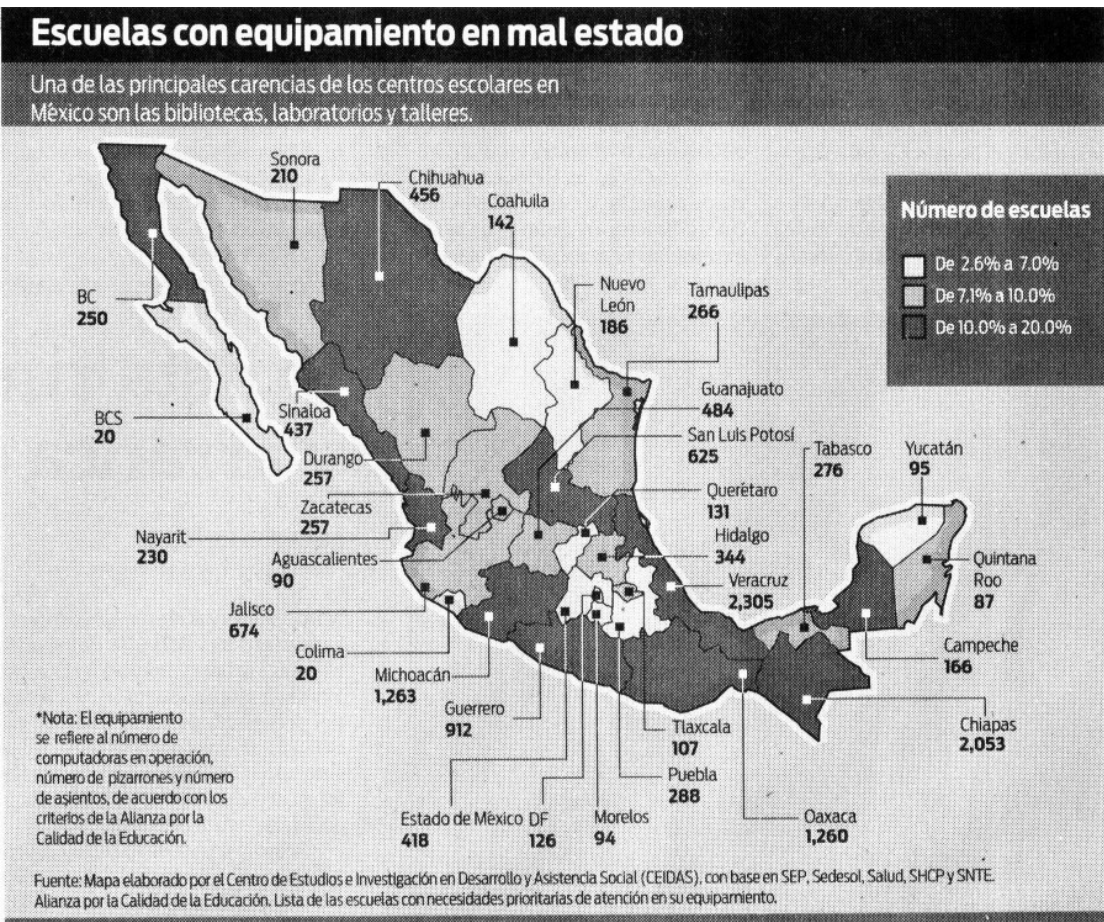 Escuelas con equipamiento en mal estado
Una de las principales carencias de los centros escolares en
México son las bibliotecas, laboratorios y talleres.
Sonora
210
Chihuahua
456
Coahuila
142
Número de escuelas
De 2.6% a 7.0%
De 7.1% a 10.0%
De 10.0% a 20.0%
BC
250
Nuevo
León
186
Tamaulipas
266
BCS
20
Sinaloa
437
Guanajuato
484
Durango
257
San Luis Potosí
625
Tabasco
276
Yucatán
95
Zacatecas
257
Querétaro
131
Nayarit
230
Aguascalientes
90
Hidalgo
344
Quintana
Roo
87
Jalisco
674
Veracruz
2,305
Colima
20
Michoacán
1,263
Campeche
166
Guerrero
912
Tlaxcala
107
Chiapas
2,053
Puebla
288
Estado de México
418
DF
126
Morelos
94
Oaxaca
1,260
*Nota: El equipamiento
se refiere al número de
computadoras en operación,
número de pizarrones y número
de asientos, de acuerdo con los
criterios de la Alianza por la
Calidad de la Educación.
Fuente: Mapa elaborado por el Centro de Estudios e Investigación en Desarrollo y Asistencia Social (CEIDAS), con base en SEP, Sedesol, Salud, SHCP y SNTE.
Alianza por la Calidad de la Educación. Lista de las escuelas con necesidades prioritarias de atención en su equipamiento.